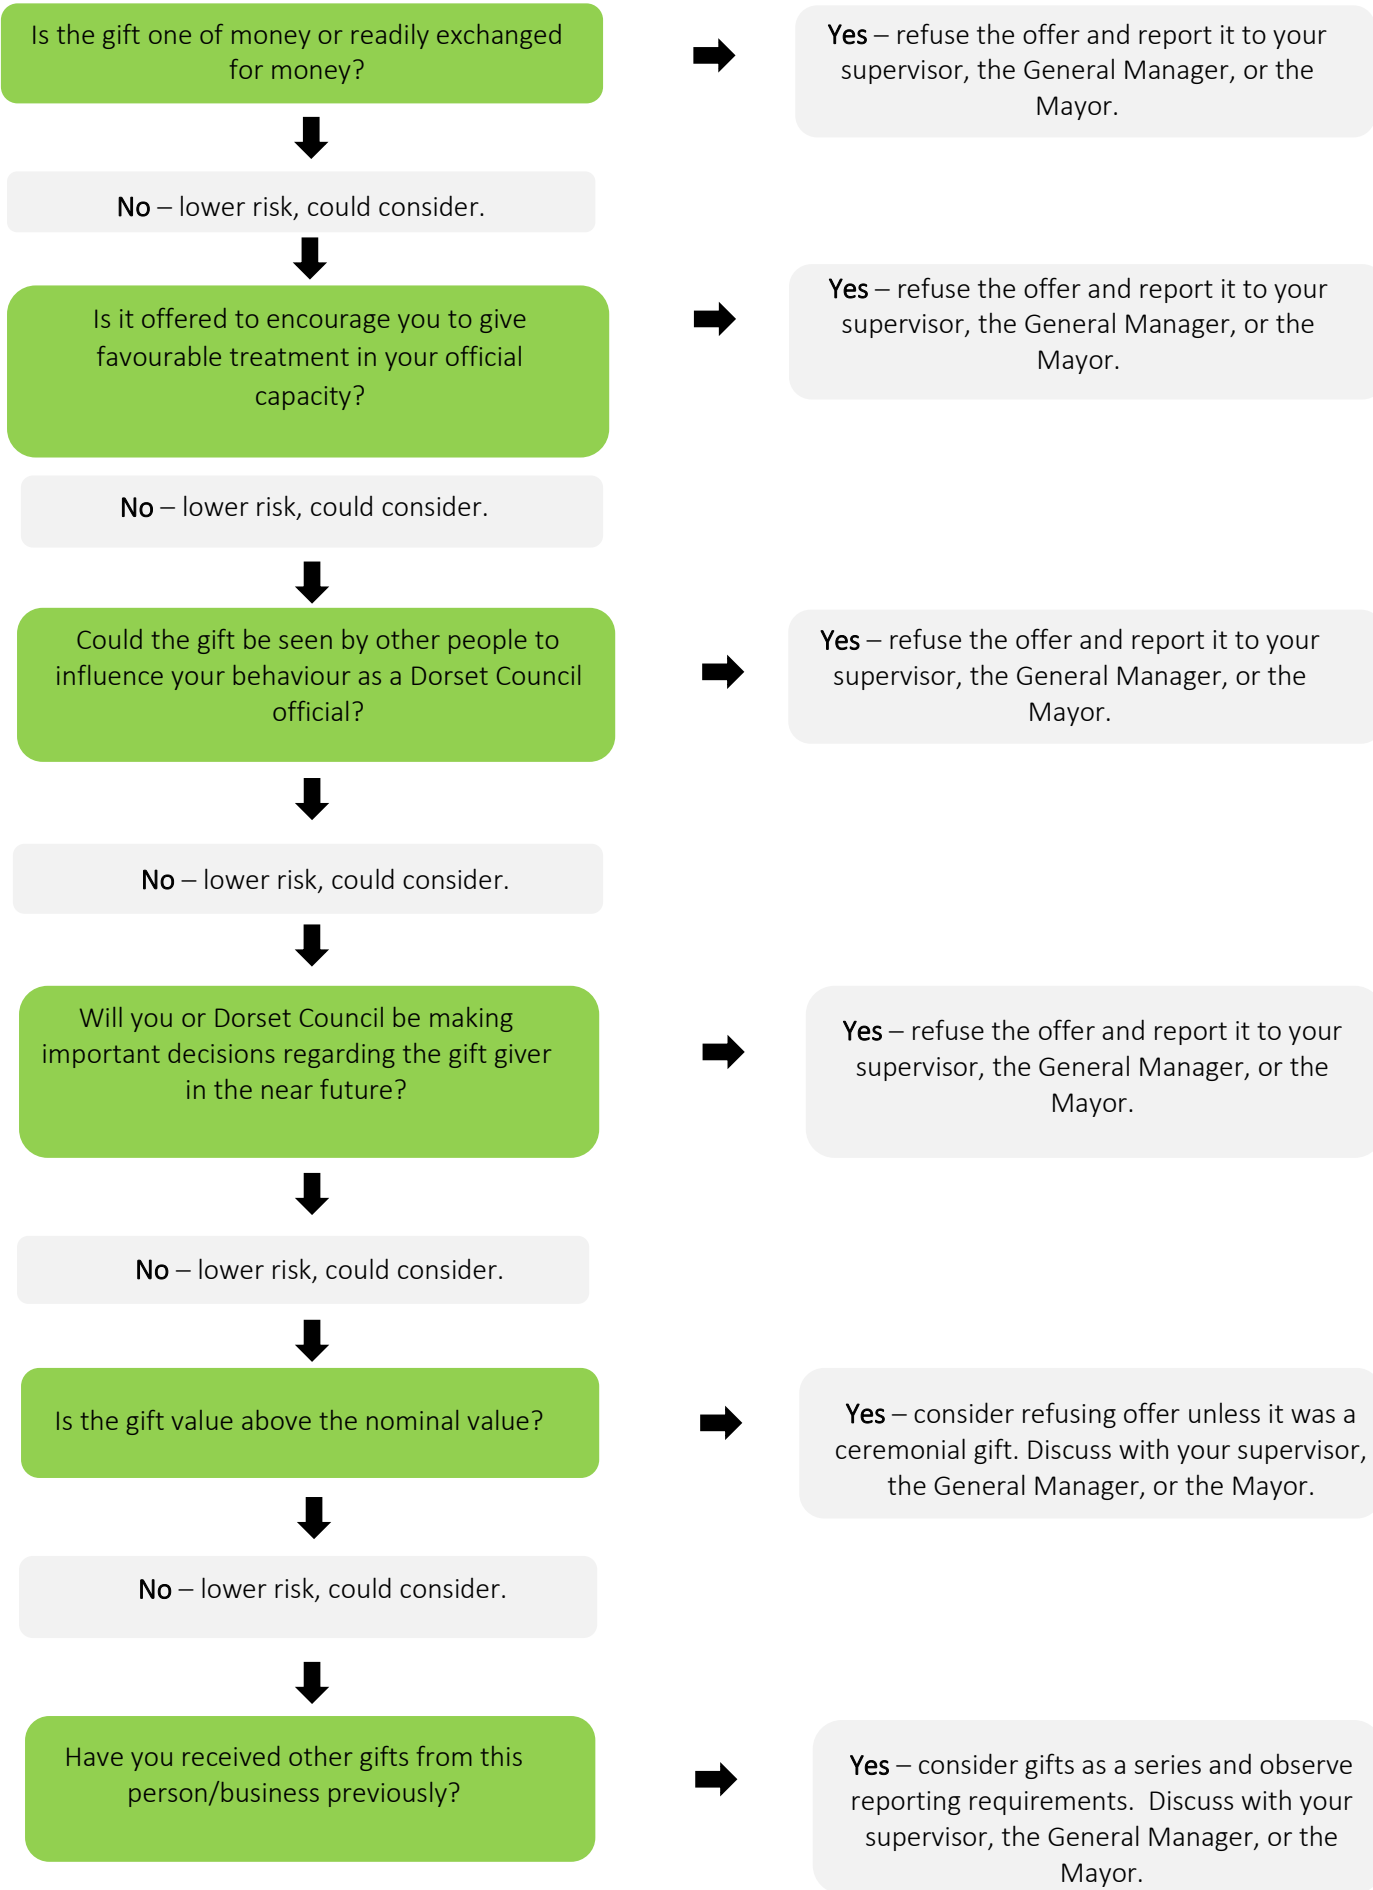 Is the gift one of money or readily exchanged
for money?
Yes – refuse the offer and report it to your
supervisor, the General Manager, or the
Mayor.
No – lower risk, could consider.
Is it offered to encourage you to give
favourable treatment in your official
capacity?
Yes – refuse the offer and report it to your
supervisor, the General Manager, or the
Mayor.
No – lower risk, could consider.
Could the gift be seen by other people to
influence your behaviour as a Dorset Council
official?
Yes – refuse the offer and report it to your
supervisor, the General Manager, or the
Mayor.
No – lower risk, could consider.
Will you or Dorset Council be making
important decisions regarding the gift giver
in the near future?
Yes – refuse the offer and report it to your
supervisor, the General Manager, or the
Mayor.
No – lower risk, could consider.
Is the gift value above the nominal value?
Yes – consider refusing offer unless it was a
ceremonial gift. Discuss with your supervisor,
the General Manager, or the Mayor.
No – lower risk, could consider.
Have you received other gifts from this
person/business previously?
Yes – consider gifts as a series and observe
reporting requirements.  Discuss with your
supervisor, the General Manager, or the
Mayor.